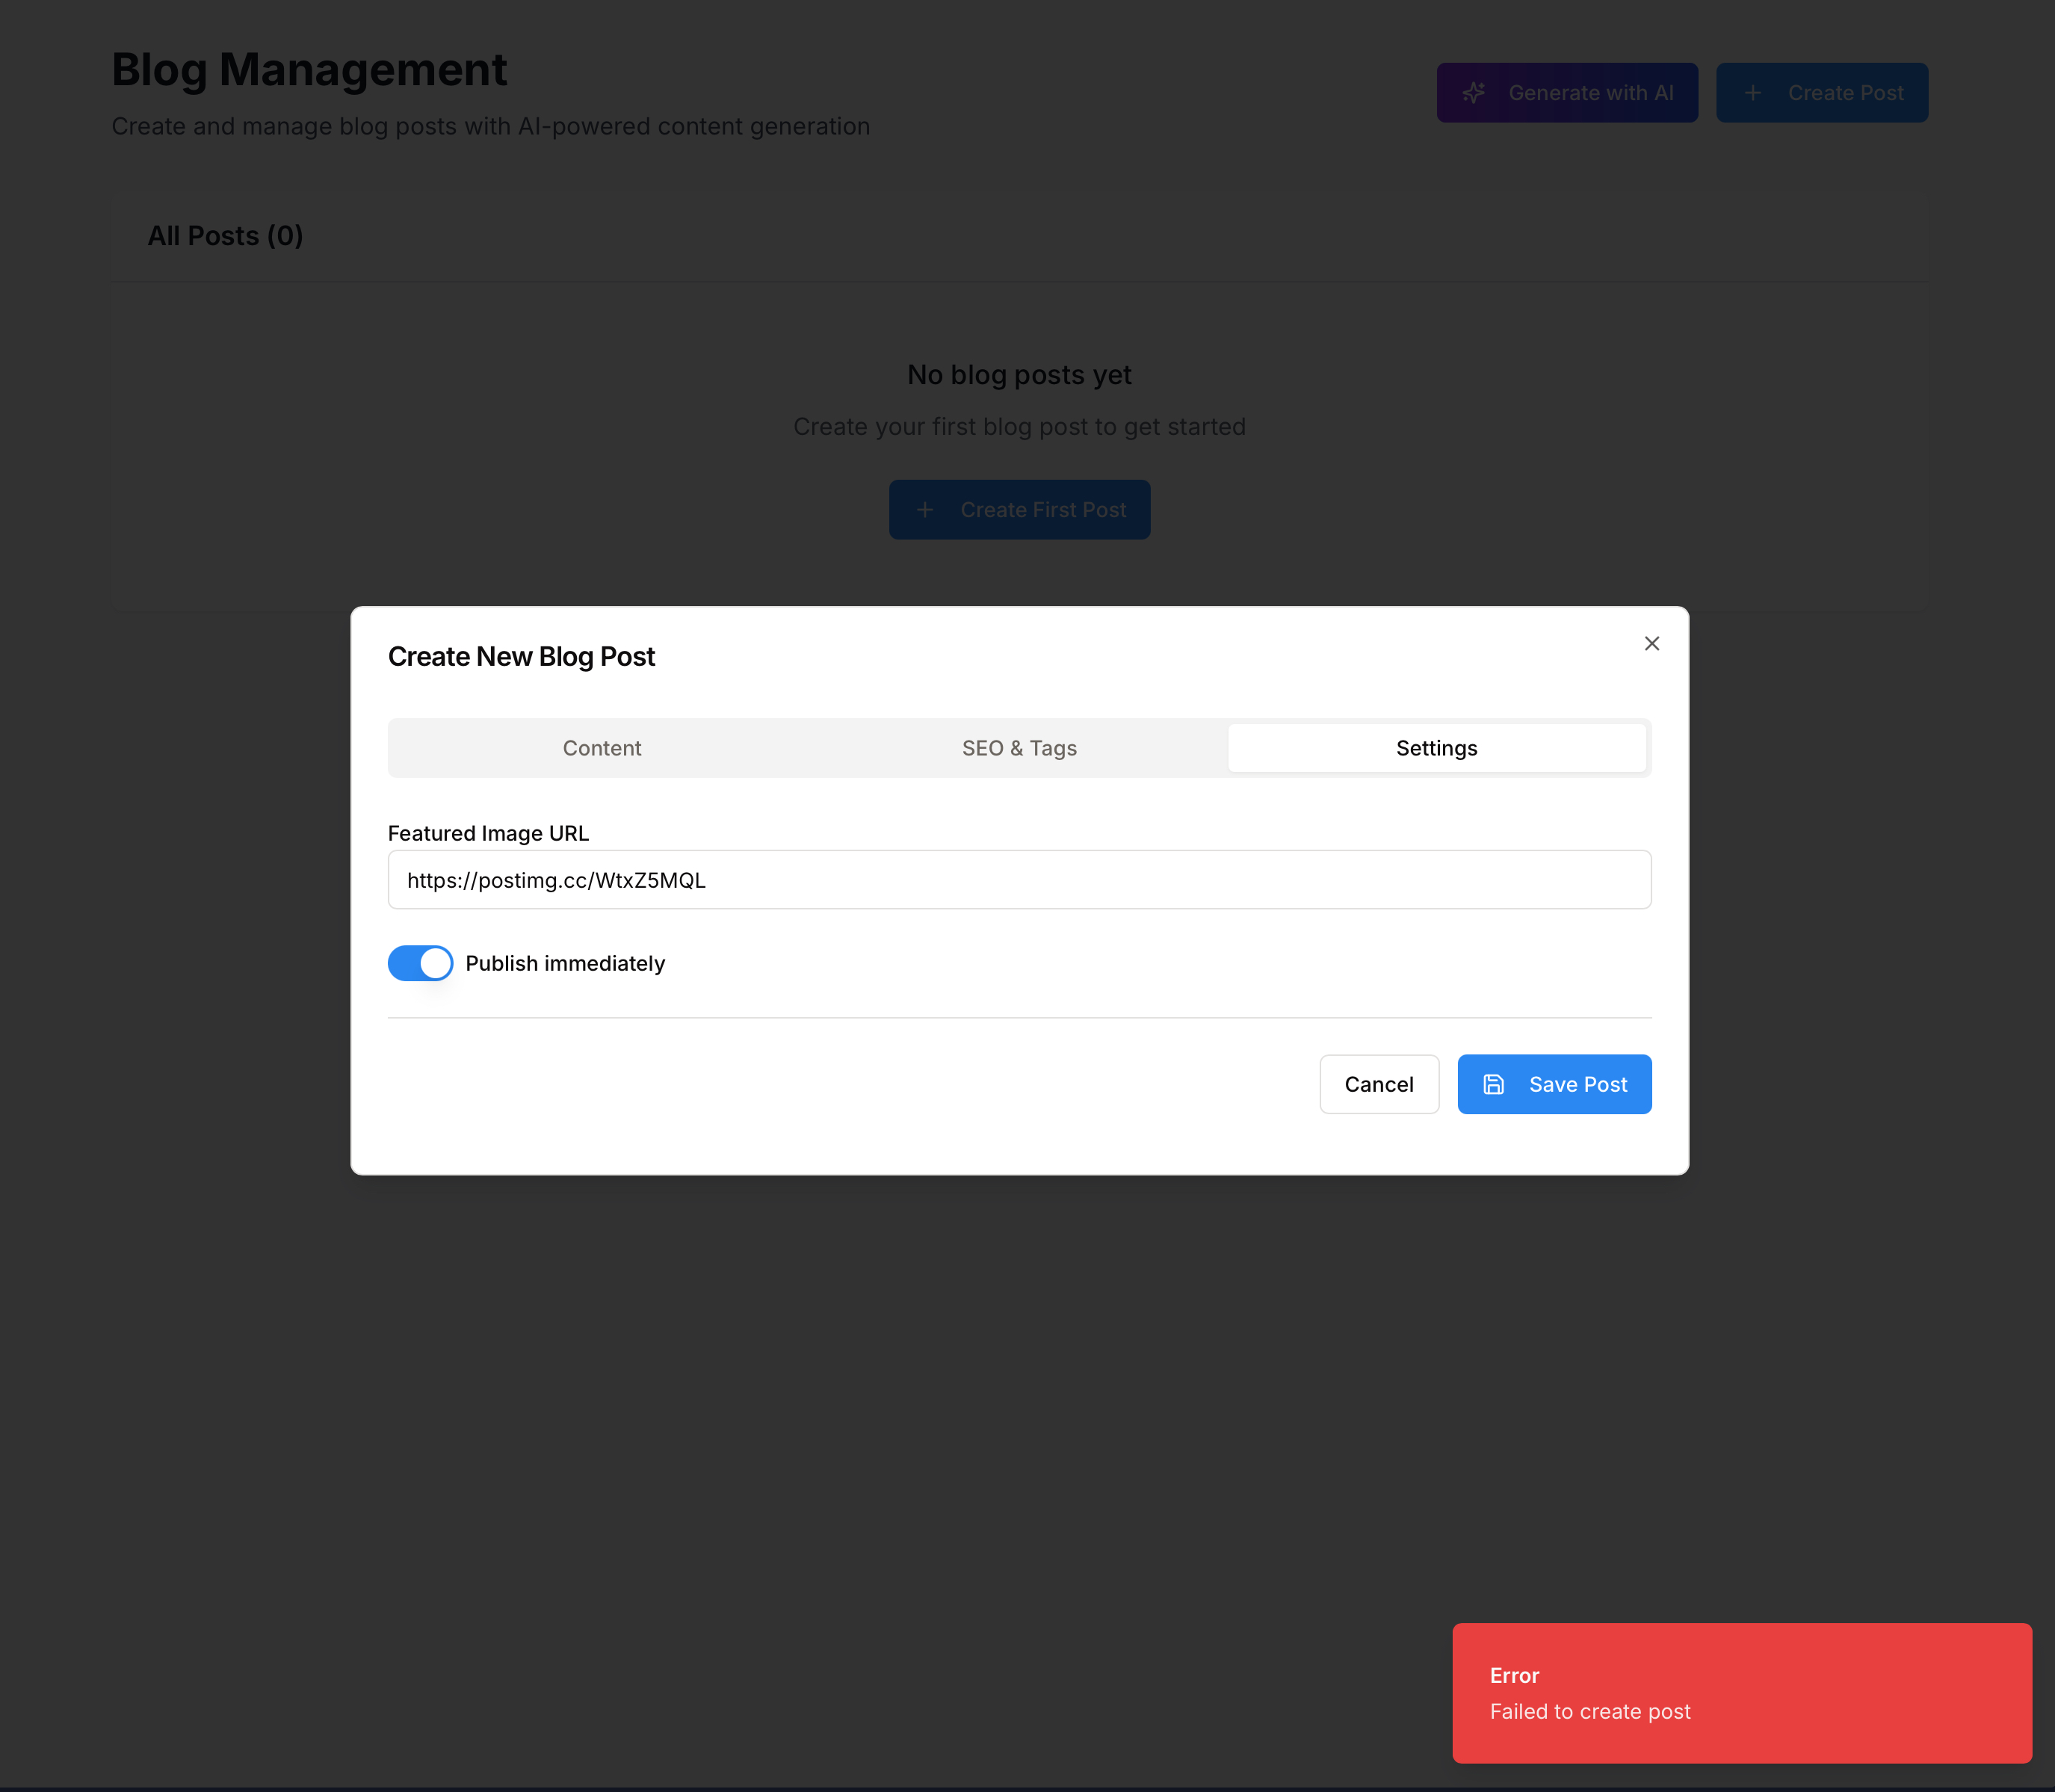 Blog Management
Create and manage blog posts with AI-powered content generation
Generate with AI
Create Post
All Posts (0)
No blog posts yet
Create your first blog post to get started
Create First Post
Create New Blog Post
Content
SEO & Tags
Settings
Featured Image URL
https://postimg.cc/WtxZ5MQL
Publish immediately
Cancel
Save Post
Error
Failed to create post